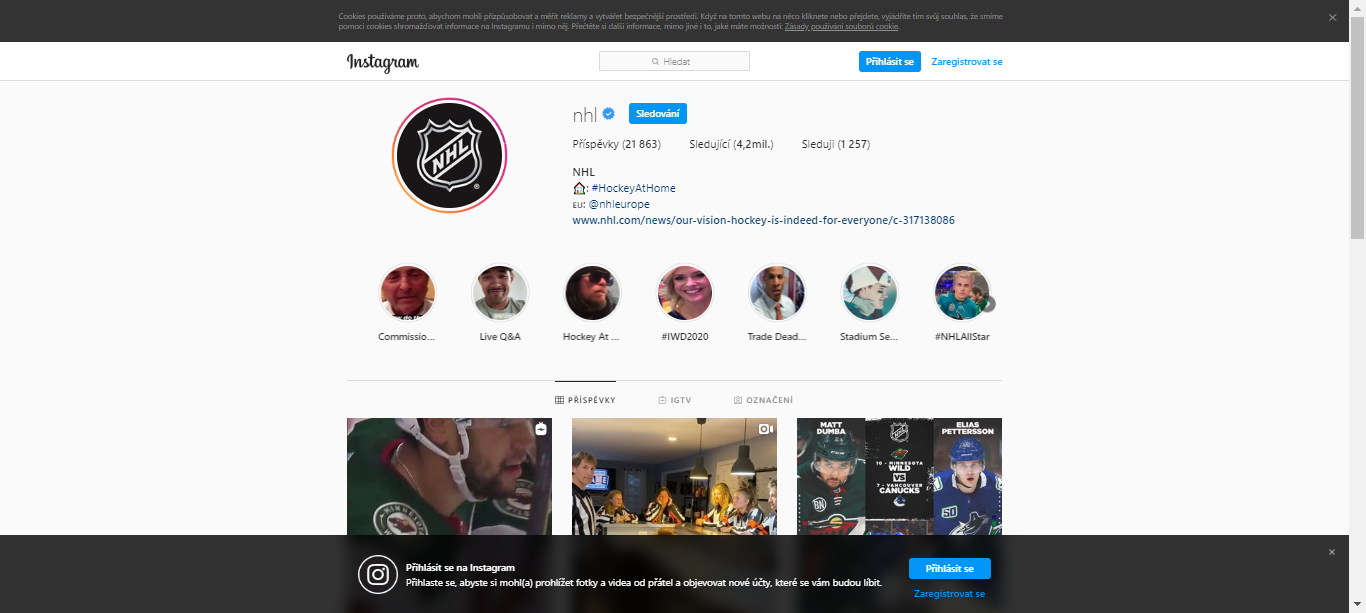 Cookies používáme proto, abychom mohli přizpůsobovat a měřit reklamy a vytvářet bezpečnější prostředí. Když na tomto webu na něco kliknete nebo přejdete, vyjádříte tím svůj souhlas, že smíme
pomocí cookies shromažďovat informace na Instagramu i mimo něj. Přečtěte si další informace, mimo jiné i to, jaké máte možnosti: Zásady používání souborů cookie.
Instagram
Hledat
Přihlásit se
Zaregistrovat se
NHL
nhl
Sledování
Příspěvky (21 863) Sledující (4,2mil.) Sledují (1 257)
NHL
: #HockeyAtHome
EU: @nhleurope
www.nhl.com/news/our-vision-hockey-is-indeed-for-everyone/c-317138086
Commissio... Live Q&A Hockey At ... #IWD2020 Trade Dead... Stadium Se... #NHLAllStar
PŘÍSPĚVKY IGTV OZNAČENÍ
MATT
DUMBA
10 - MINNESOTA
WILD
VS
7 - VANCOUVER
CANUCKS
ELIAS
PETTERSSON
50
Přihlásit se na Instagram
Přihlaste se, abyste si mohl(a) prohlížet fotky a videa od přátel a objevovat nové účty, které se vám budou líbit.
Přihlásit se
Zaregistrovat se